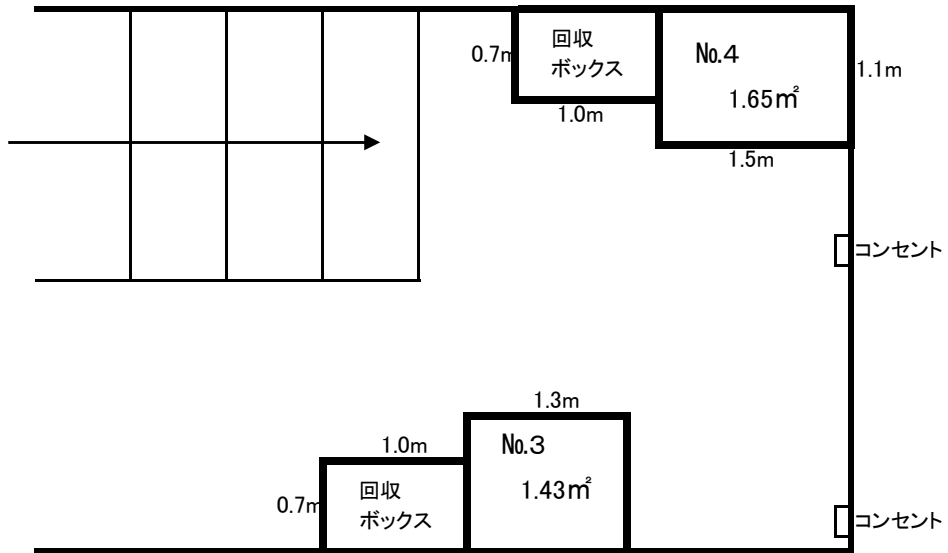 0.7m
回収
ボックス
1.0m
№.4
1.65㎡
1.1m
1.5m
コンセント
1.3m
1.0m
№.3
1.43㎡
0.7m
回収
ボックス
コンセント